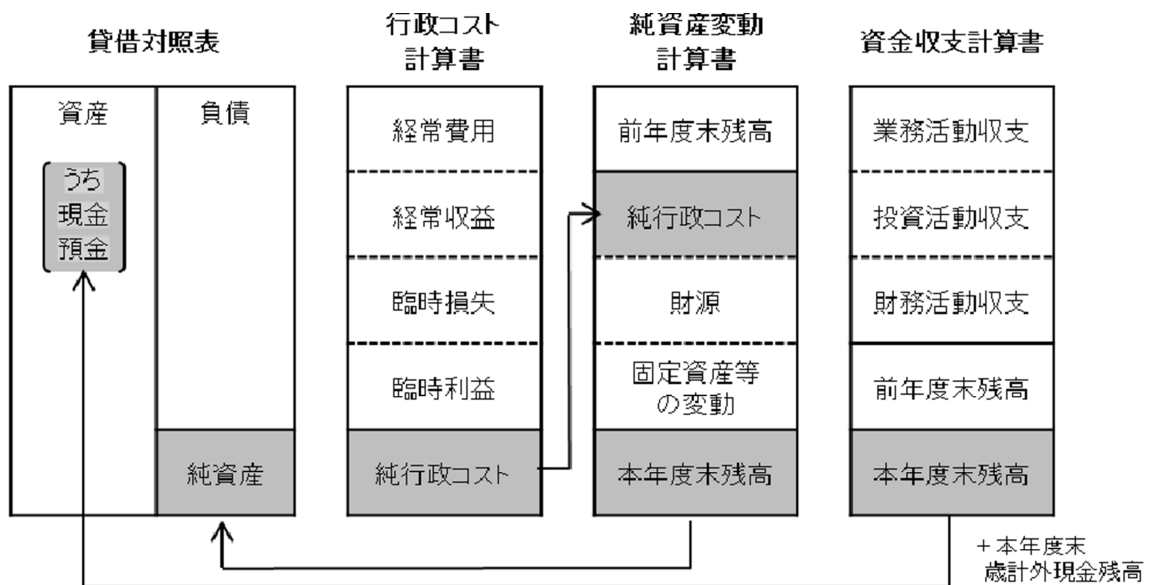 貸借対照表
資産
うち
現金
預金
負債
純資産
行政コスト
計算書
経常費用
経常収益
臨時損失
臨時利益
純行政コスト
純資産変動
計算書
前年度末残高
純行政コスト
財源
固定資産等
の変動
本年度末残高
資金収支計算書
業務活動収支
投資活動収支
財務活動収支
前年度末残高
本年度末残高
+本年度末
歳計外現金残高